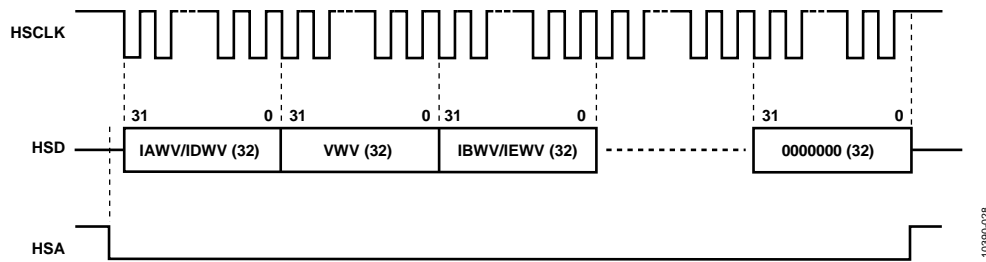 HSCLK
31 0 31 0 31 0 31 0
HSD
IAWV/IDWV (32) VWV (32) IBWV/IEWV (32) 0000000 (32)
HSA
10390-028